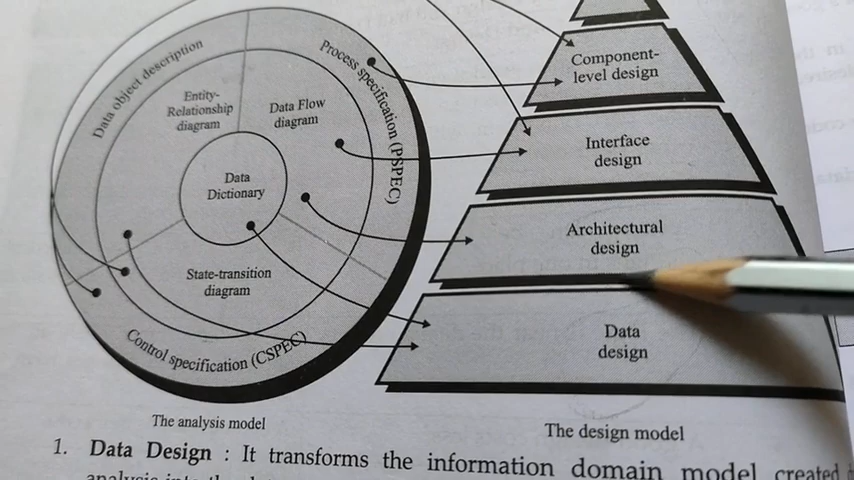 Data object description
Process specification (PSPEC)
Entity-
Relationship
diagram
Data Flow
diagram
Data
Dictionary
State-transition
diagram
Control specification (CSPEC)
Component-
level design
Interface
design
Architectural
design
Data
design
The analysis model
The design model
1. Data Design : It transforms the information domain model created